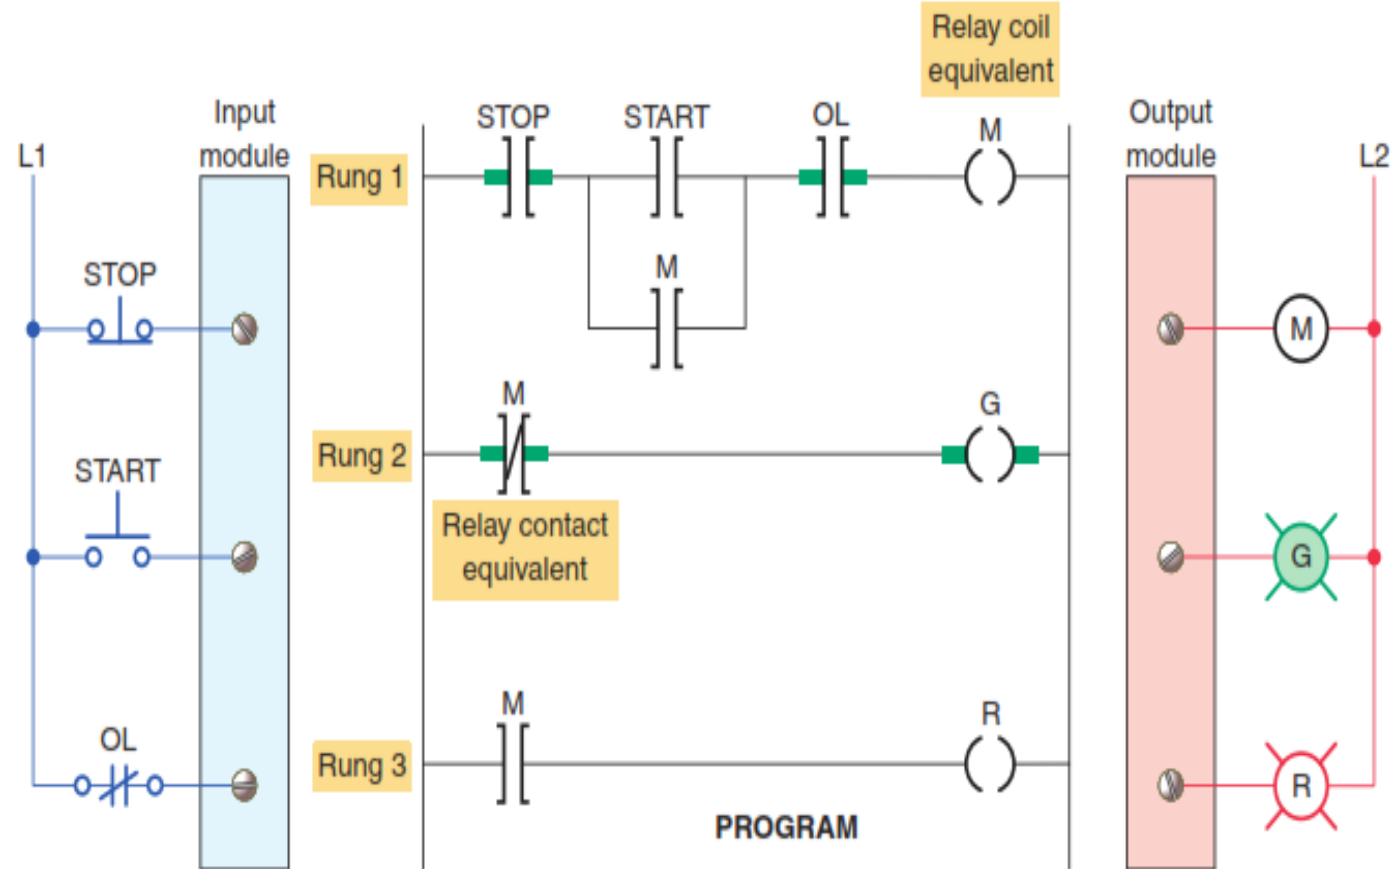 Relay coil
equivalent
Input
module
STOP
START
OL
M
Output
module
L1
L2
Rung 1
STOP
M
M
M
G
Rung 2
START
Relay contact
equivalent
G
M
R
OL
Rung 3
R
PROGRAM